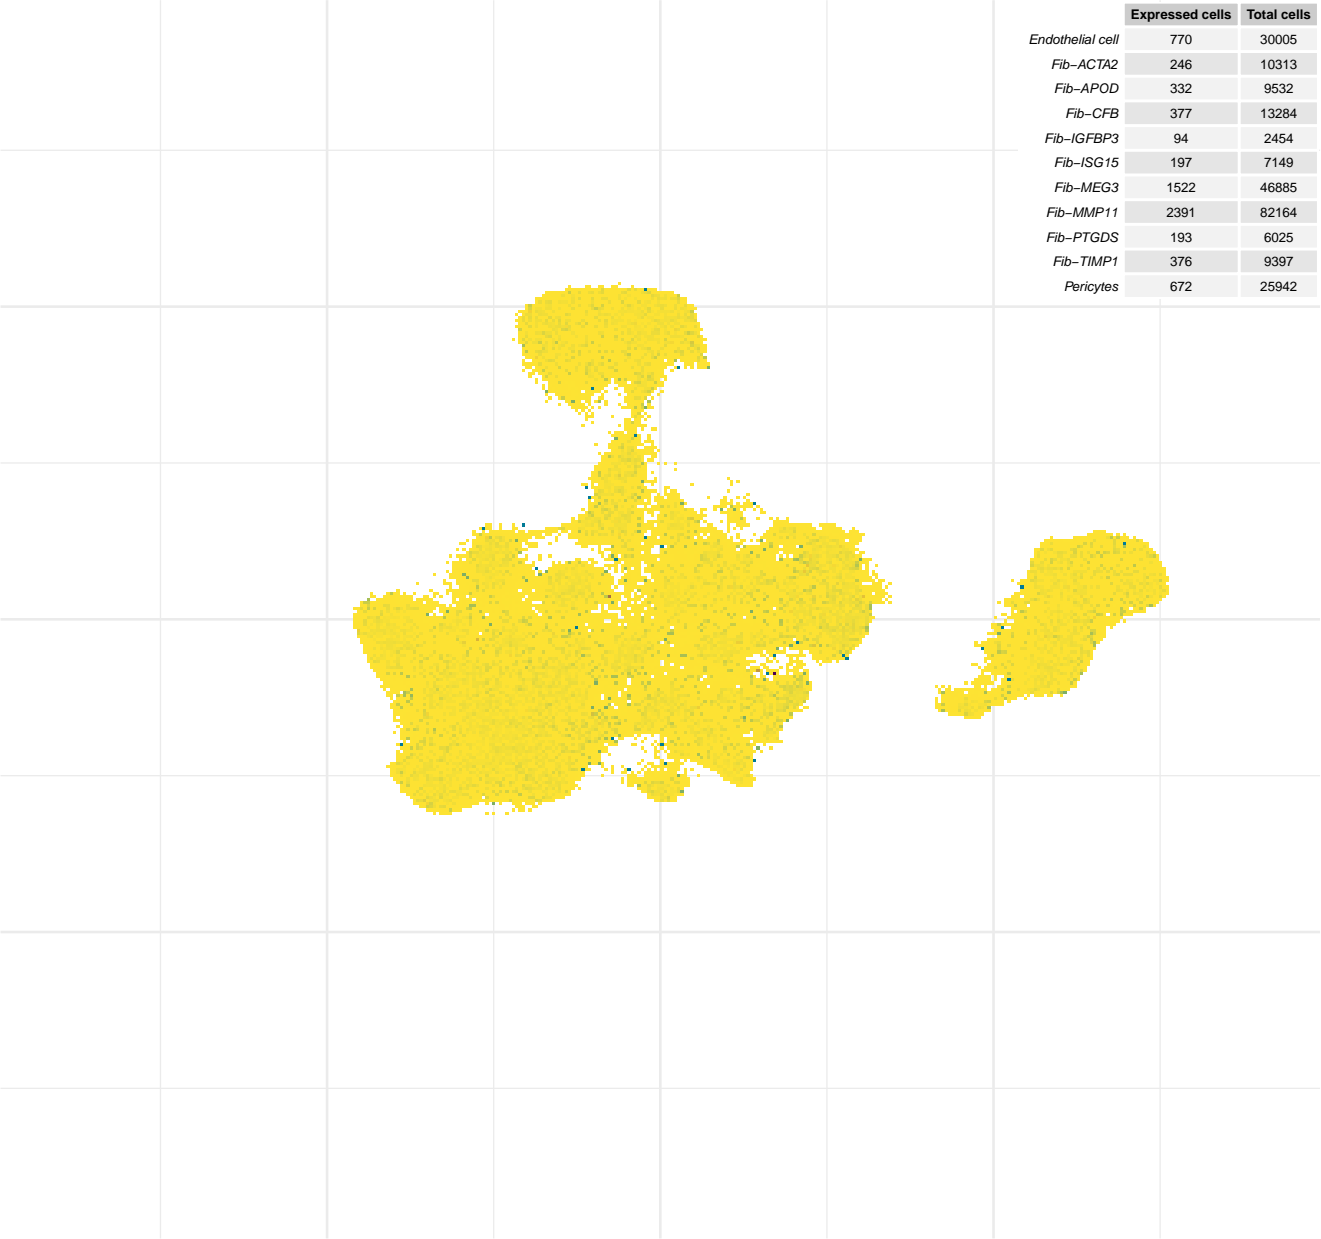 Expressed cells Total cells
Endothelial cell 770 30005
Fib−ACTA2 246 10313
Fib−APOD 332 9532
Fib−CFB 377 13284
Fib−IGFBP3 94 2454
Fib−ISG15 197 7149
Fib−MEG3 1522 46885
Fib−MMP11 2391 82164
Fib−PTGDS 193 6025
Fib−TIMP1 376 9397
Pericytes 672 25942